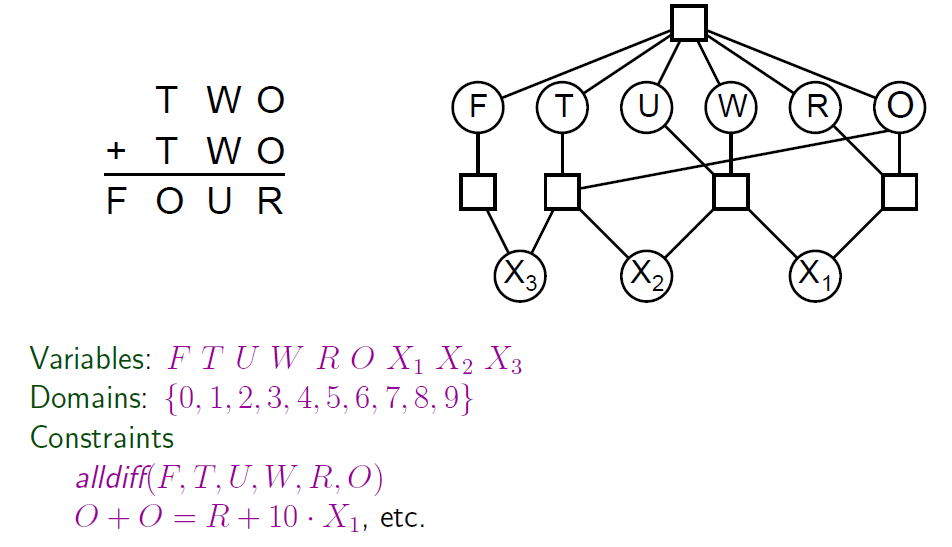 T W O
+ T W O
F O U R
F T U W R O
X₃ X₂ X₁
Variables: F T U W R O X₁ X₂ X₃
Domains: {0, 1, 2, 3, 4, 5, 6, 7, 8, 9}
Constraints
alldiff(F, T, U, W, R, O)
O + O = R + 10 · X₁, etc.